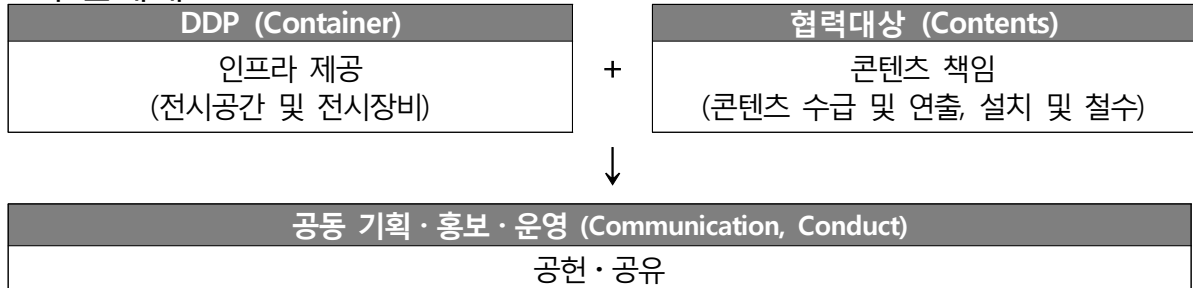 DDP (Container)
인프라 제공
(전시공간 및 전시장비)
+
협력대상 (Contents)
콘텐츠 책임
(콘텐츠 수급 및 연출, 설치 및 철수)
↓
공동 기획·홍보·운영 (Communication, Conduct)
공헌·공유